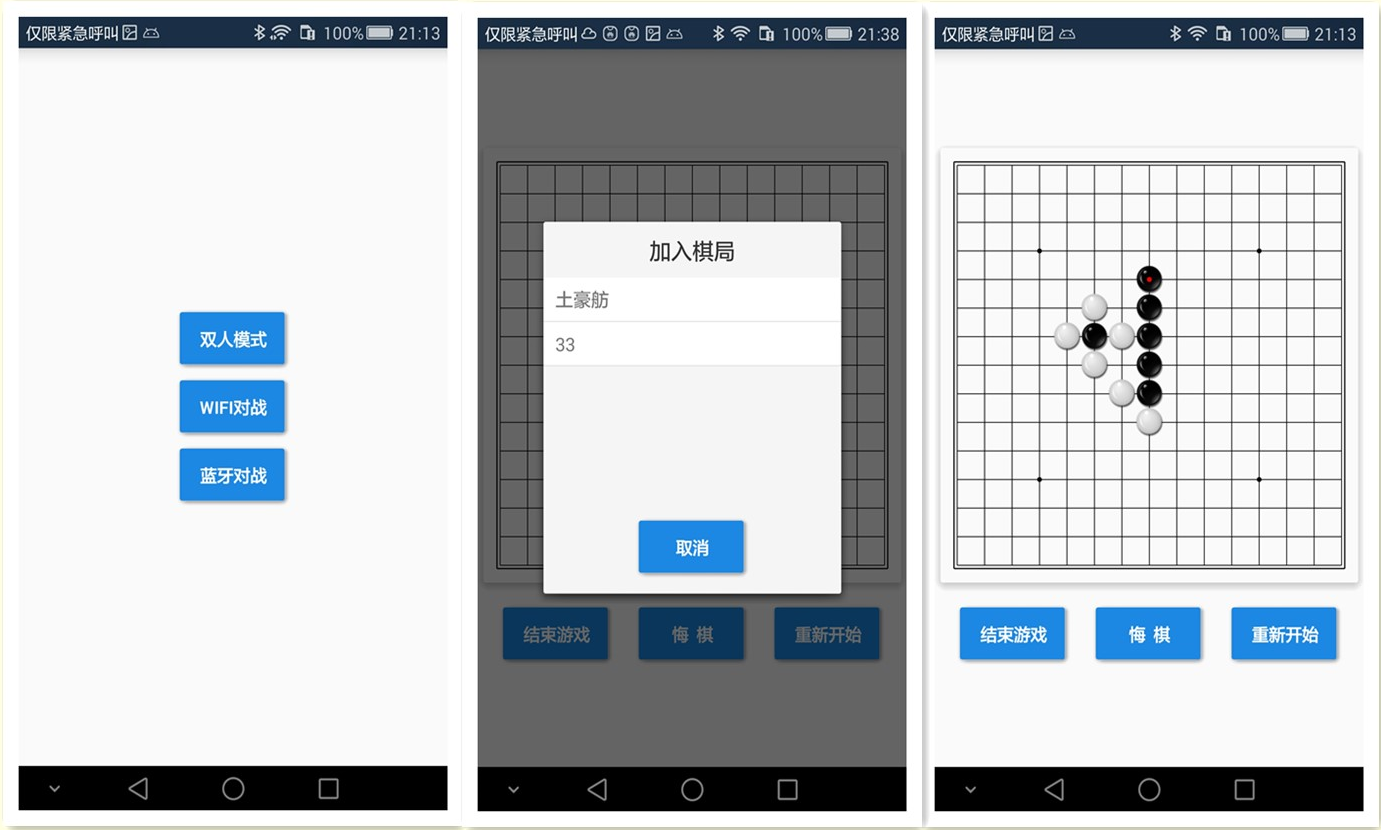 仅限紧急呼叫 100% 21:13
双人模式
WIFI对战
蓝牙对战
仅限紧急呼叫 100% 21:38
加入棋局
土豪舫
33
取消
结束游戏 悔 棋 重新开始
仅限紧急呼叫 100% 21:13
结束游戏 悔 棋 重新开始